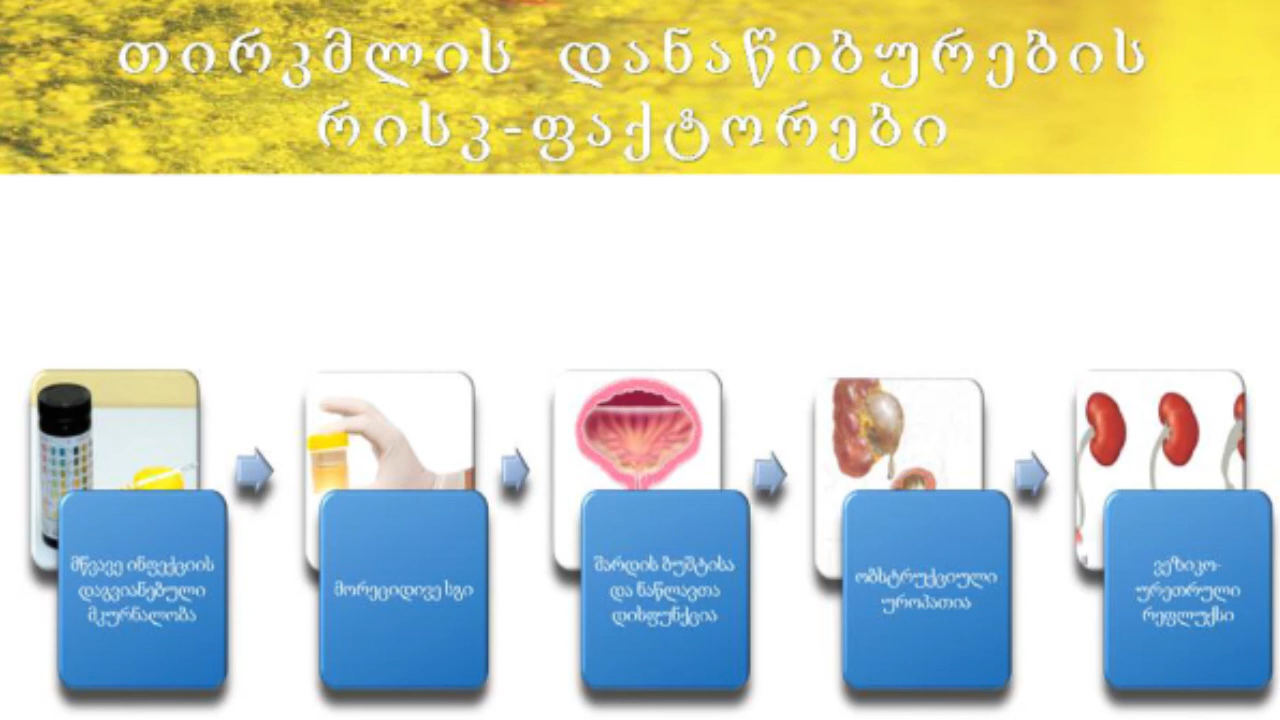 თირკმლის დანაწიბურების
რისკ-ფაქტორები
მწვავე ინფექციის
დაგვიანებული
მკურნალობა
მორეციდივე სგი
შარდის ბუშტისა
და ნაწლავთა
დისფუნქცია
ობსტრუქციული
უროპათია
ვეზიკო-
ურეთრული
რეფლუქსი